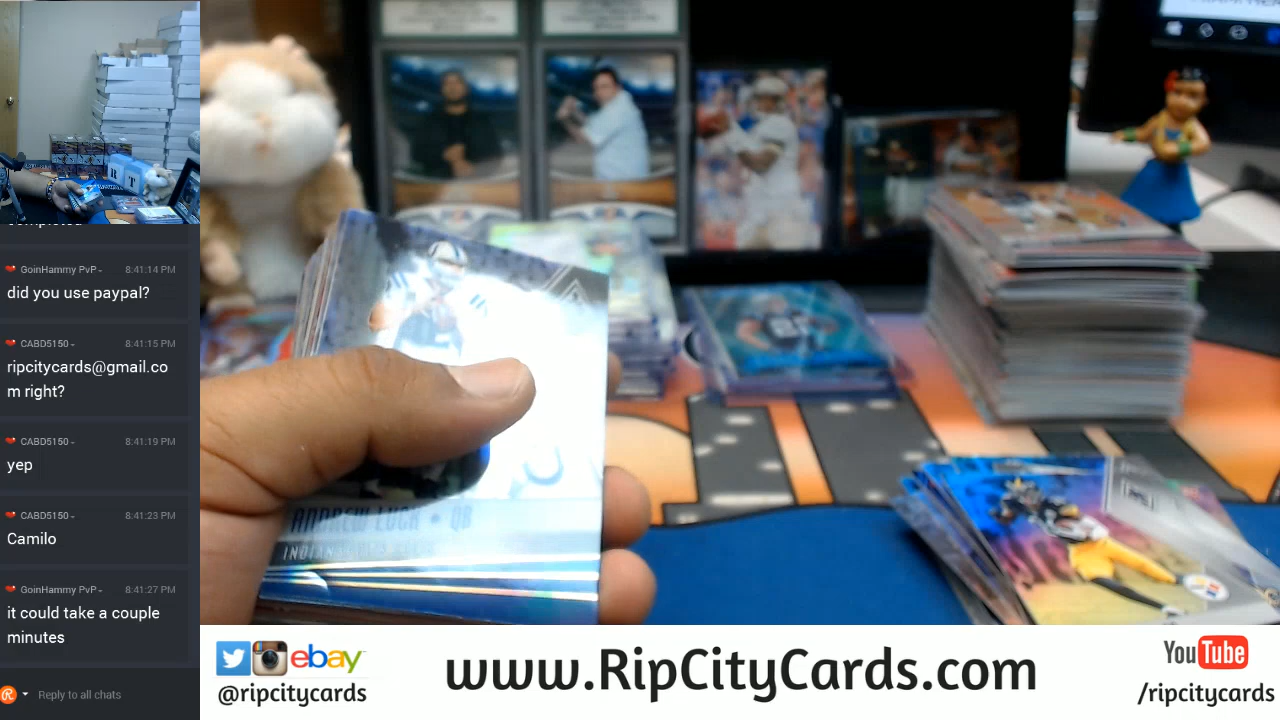 completed
GoinHammy PvP- 8:41:14 PM
did you use paypal?
CABD5150- 8:41:15 PM
ripcitycards@gmail.co
m right?
CABD5150- 8:41:19 PM
yep
CABD5150- 8:41:23 PM
Camilo
GoinHammy PvP- 8:41:27 PM
it could take a couple
minutes
Reply to all chats
R T
ANDREW LUCK • QB
INDIANAPOLIS
ebay
@ripcitycards
www.RipCityCards.com
YouTube
/ripcitycards